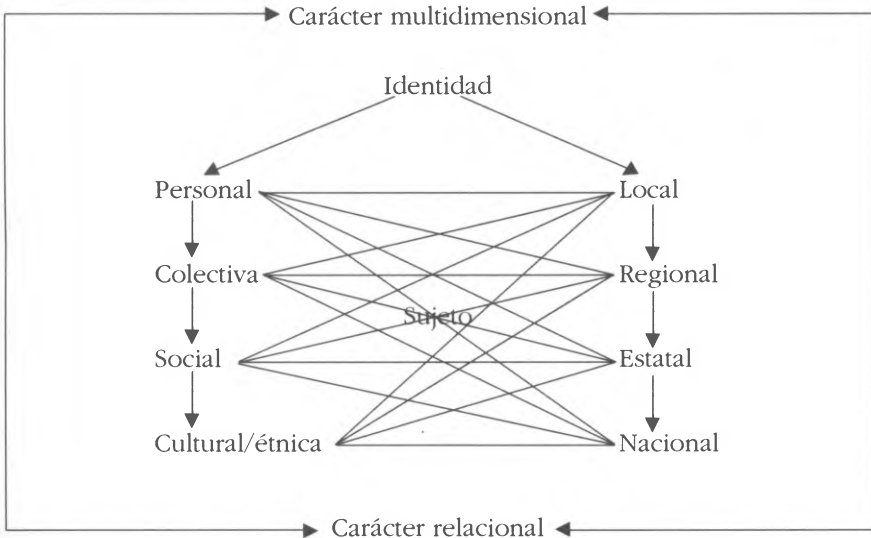 Carácter multidimensional
Identidad
Personal Local
Colectiva Regional
Sujeto
Social Estatal
Cultural/étnica Nacional
Carácter relacional